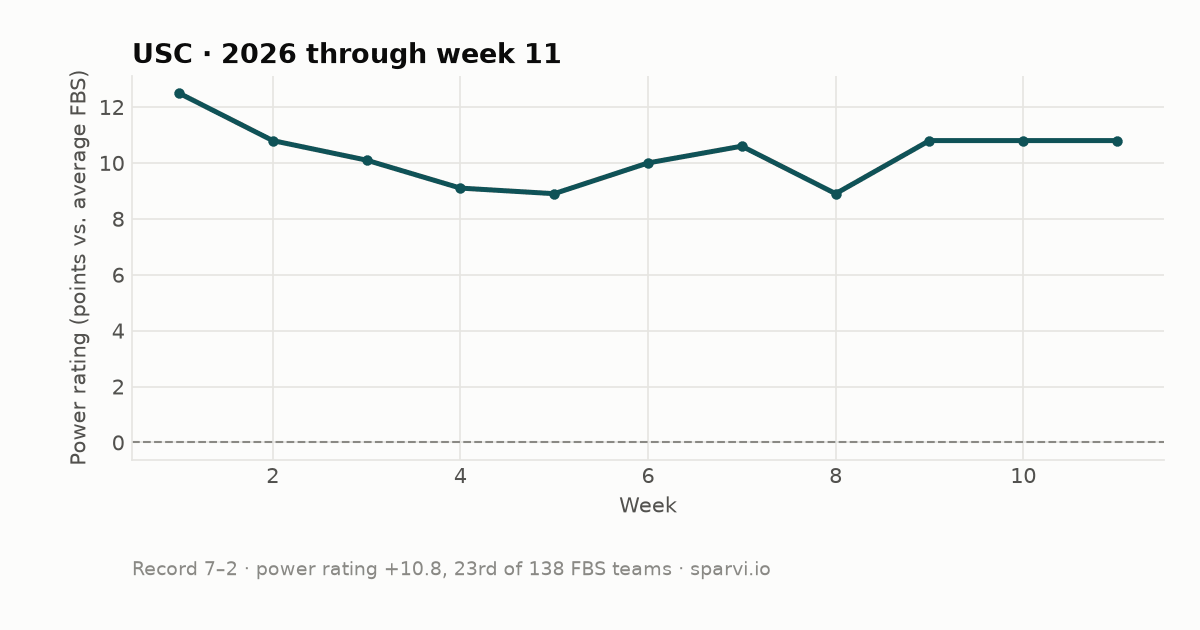 USC · 2026 through week 11
Power rating (points vs. average FBS)
12
10
8
6
4
2
0
2 4 6 8 10
Week
Record 7–2 · power rating +10.8, 23rd of 138 FBS teams · sparvi.io